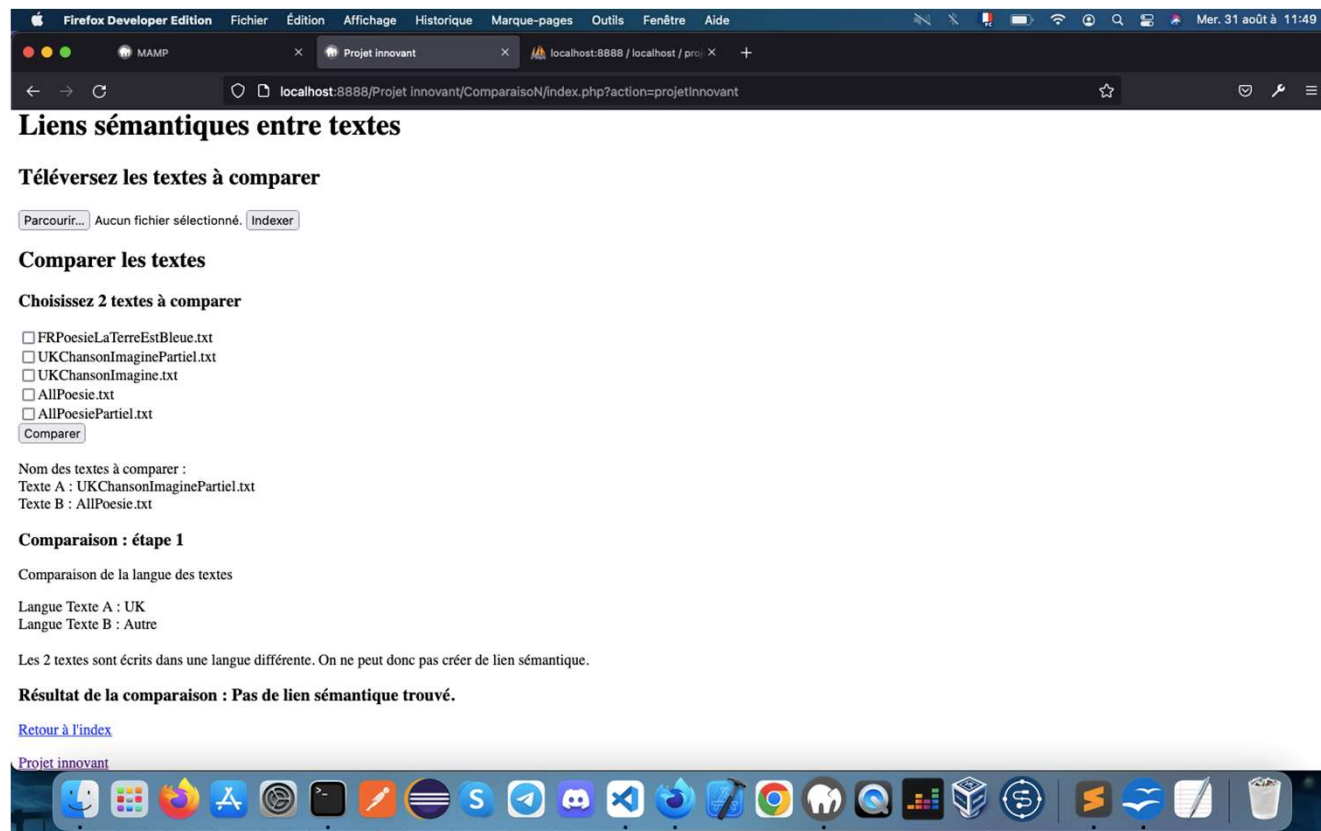 Firefox Developer Edition Fichier Édition Affichage Historique Marque-pages Outils Fenêtre Aide Mer. 31 août à 11:49
MAMP Projet innovant localhost:8888 / localhost / proj
localhost:8888/Projet innovant/ComparaisoN/index.php?action=projetInnovant
Liens sémantiques entre textes
Téléversez les textes à comparer
Parcourir... Aucun fichier sélectionné. Indexer
Comparer les textes
Choisissez 2 textes à comparer
FRPoesieLaTerreEstBleue.txt
UKChansonImaginePartiel.txt
UKChansonImagine.txt
AllPoesie.txt
AllPoesiePartiel.txt
Comparer
Nom des textes à comparer :
Texte A : UKChansonImaginePartiel.txt
Texte B : AllPoesie.txt
Comparaison : étape 1
Comparaison de la langue des textes
Langue Texte A : UK
Langue Texte B : Autre
Les 2 textes sont écrits dans une langue différente. On ne peut donc pas créer de lien sémantique.
Résultat de la comparaison : Pas de lien sémantique trouvé.
Retour à l'index
Projet innovant